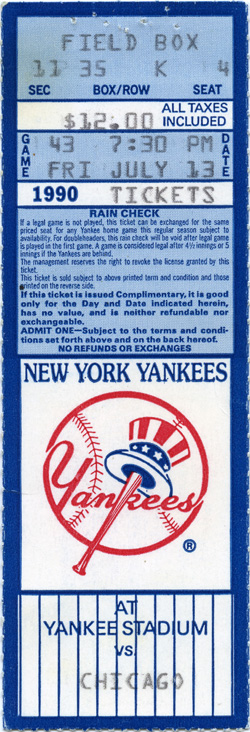 FIELD BOX
11 35 K 4
SEC BOX/ROW SEAT
ALL TAXES
$12.00 INCLUDED
GAME 43 7:30 PM DATE
FRI JULY 13
1990 TICKETS
RAIN CHECK
If a legal game is not played, this ticket can be exchanged for the same
priced seat for any Yankee home game this regular season subject to
availability. For doubleheaders, this rain check will be void after legal game
is played in the first game. A game is considered legal after 4½ innings or 5
innings if the Yankees are behind.
The management reserves the right to revoke the license granted by this
ticket.
This ticket is sold subject to above printed term and condition and those
printed on the reverse side.
If this ticket is issued Complimentary, it is good
only for the Day and Date indicated herein,
has no value, and is neither refundable nor
exchangeable.
ADMIT ONE—Subject to the terms and condi-
tions set forth above and on the back hereof.
NO REFUNDS OR EXCHANGES
NEW YORK YANKEES
Yankees
®
AT
YANKEE STADIUM
vs.
CHICAGO